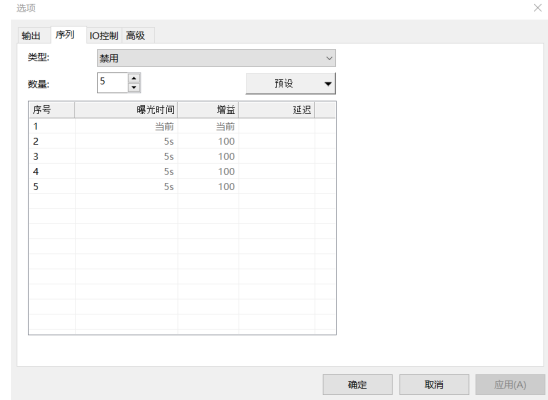 选项
输出 序列 IO控制 高级
类型: 禁用
数量: 5 预设
序号 曝光时间 增益 延迟
1 当前 当前
2 5s 100
3 5s 100
4 5s 100
5 5s 100
确定 取消 应用(A)